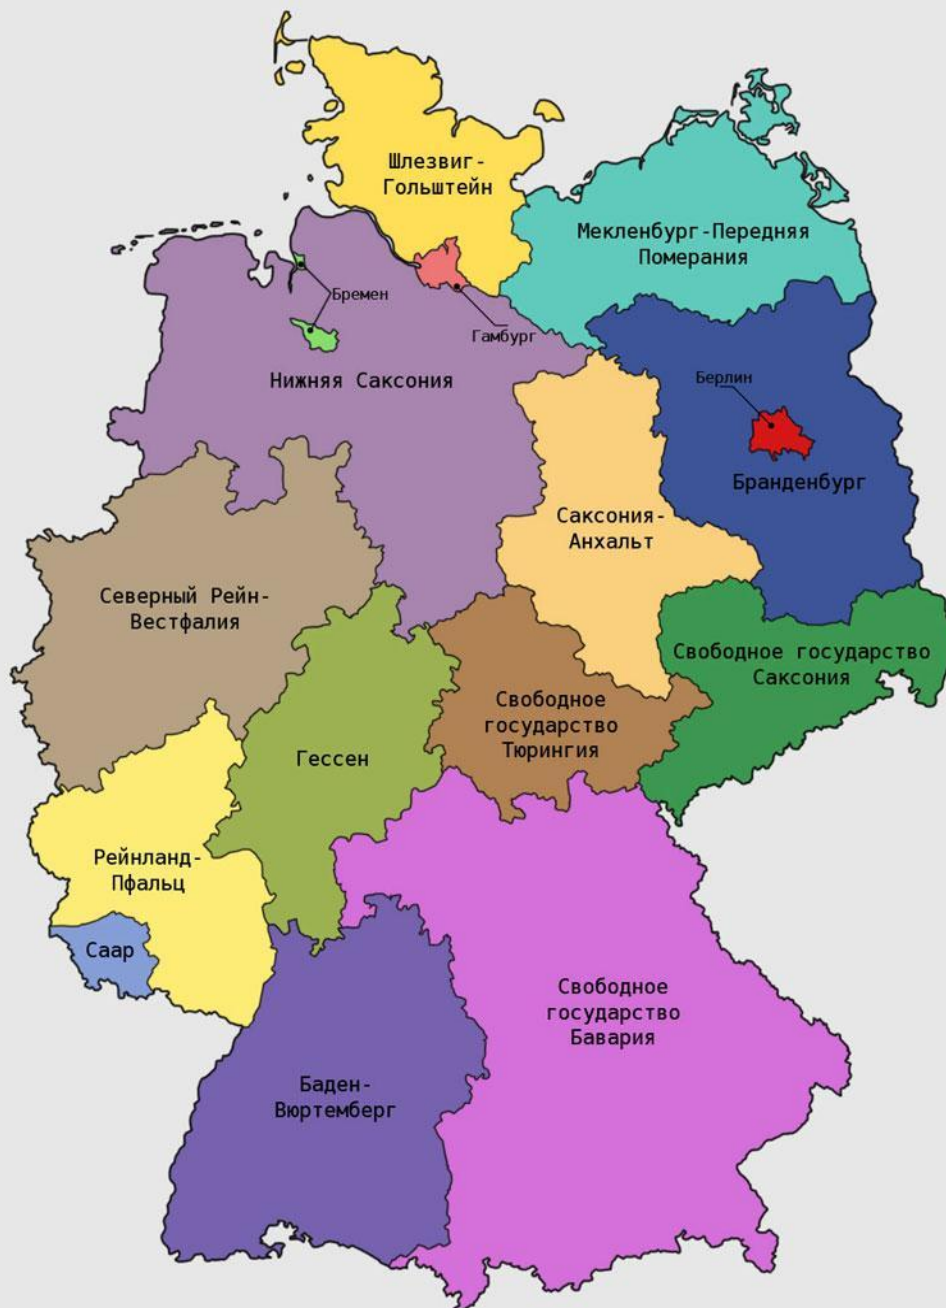 Шлезвиг-
Гольштейн
Мекленбург-Передняя
Померания
Бремен
Гамбург
Нижняя Саксония
Берлин
Бранденбург
Саксония-
Анхальт
Северный Рейн-
Вестфалия
Свободное государство
Саксония
Свободное
государство
Тюрингия
Гессен
Рейнланд-
Пфальц
Саар
Свободное
государство
Бавария
Баден-
Вюртемберг